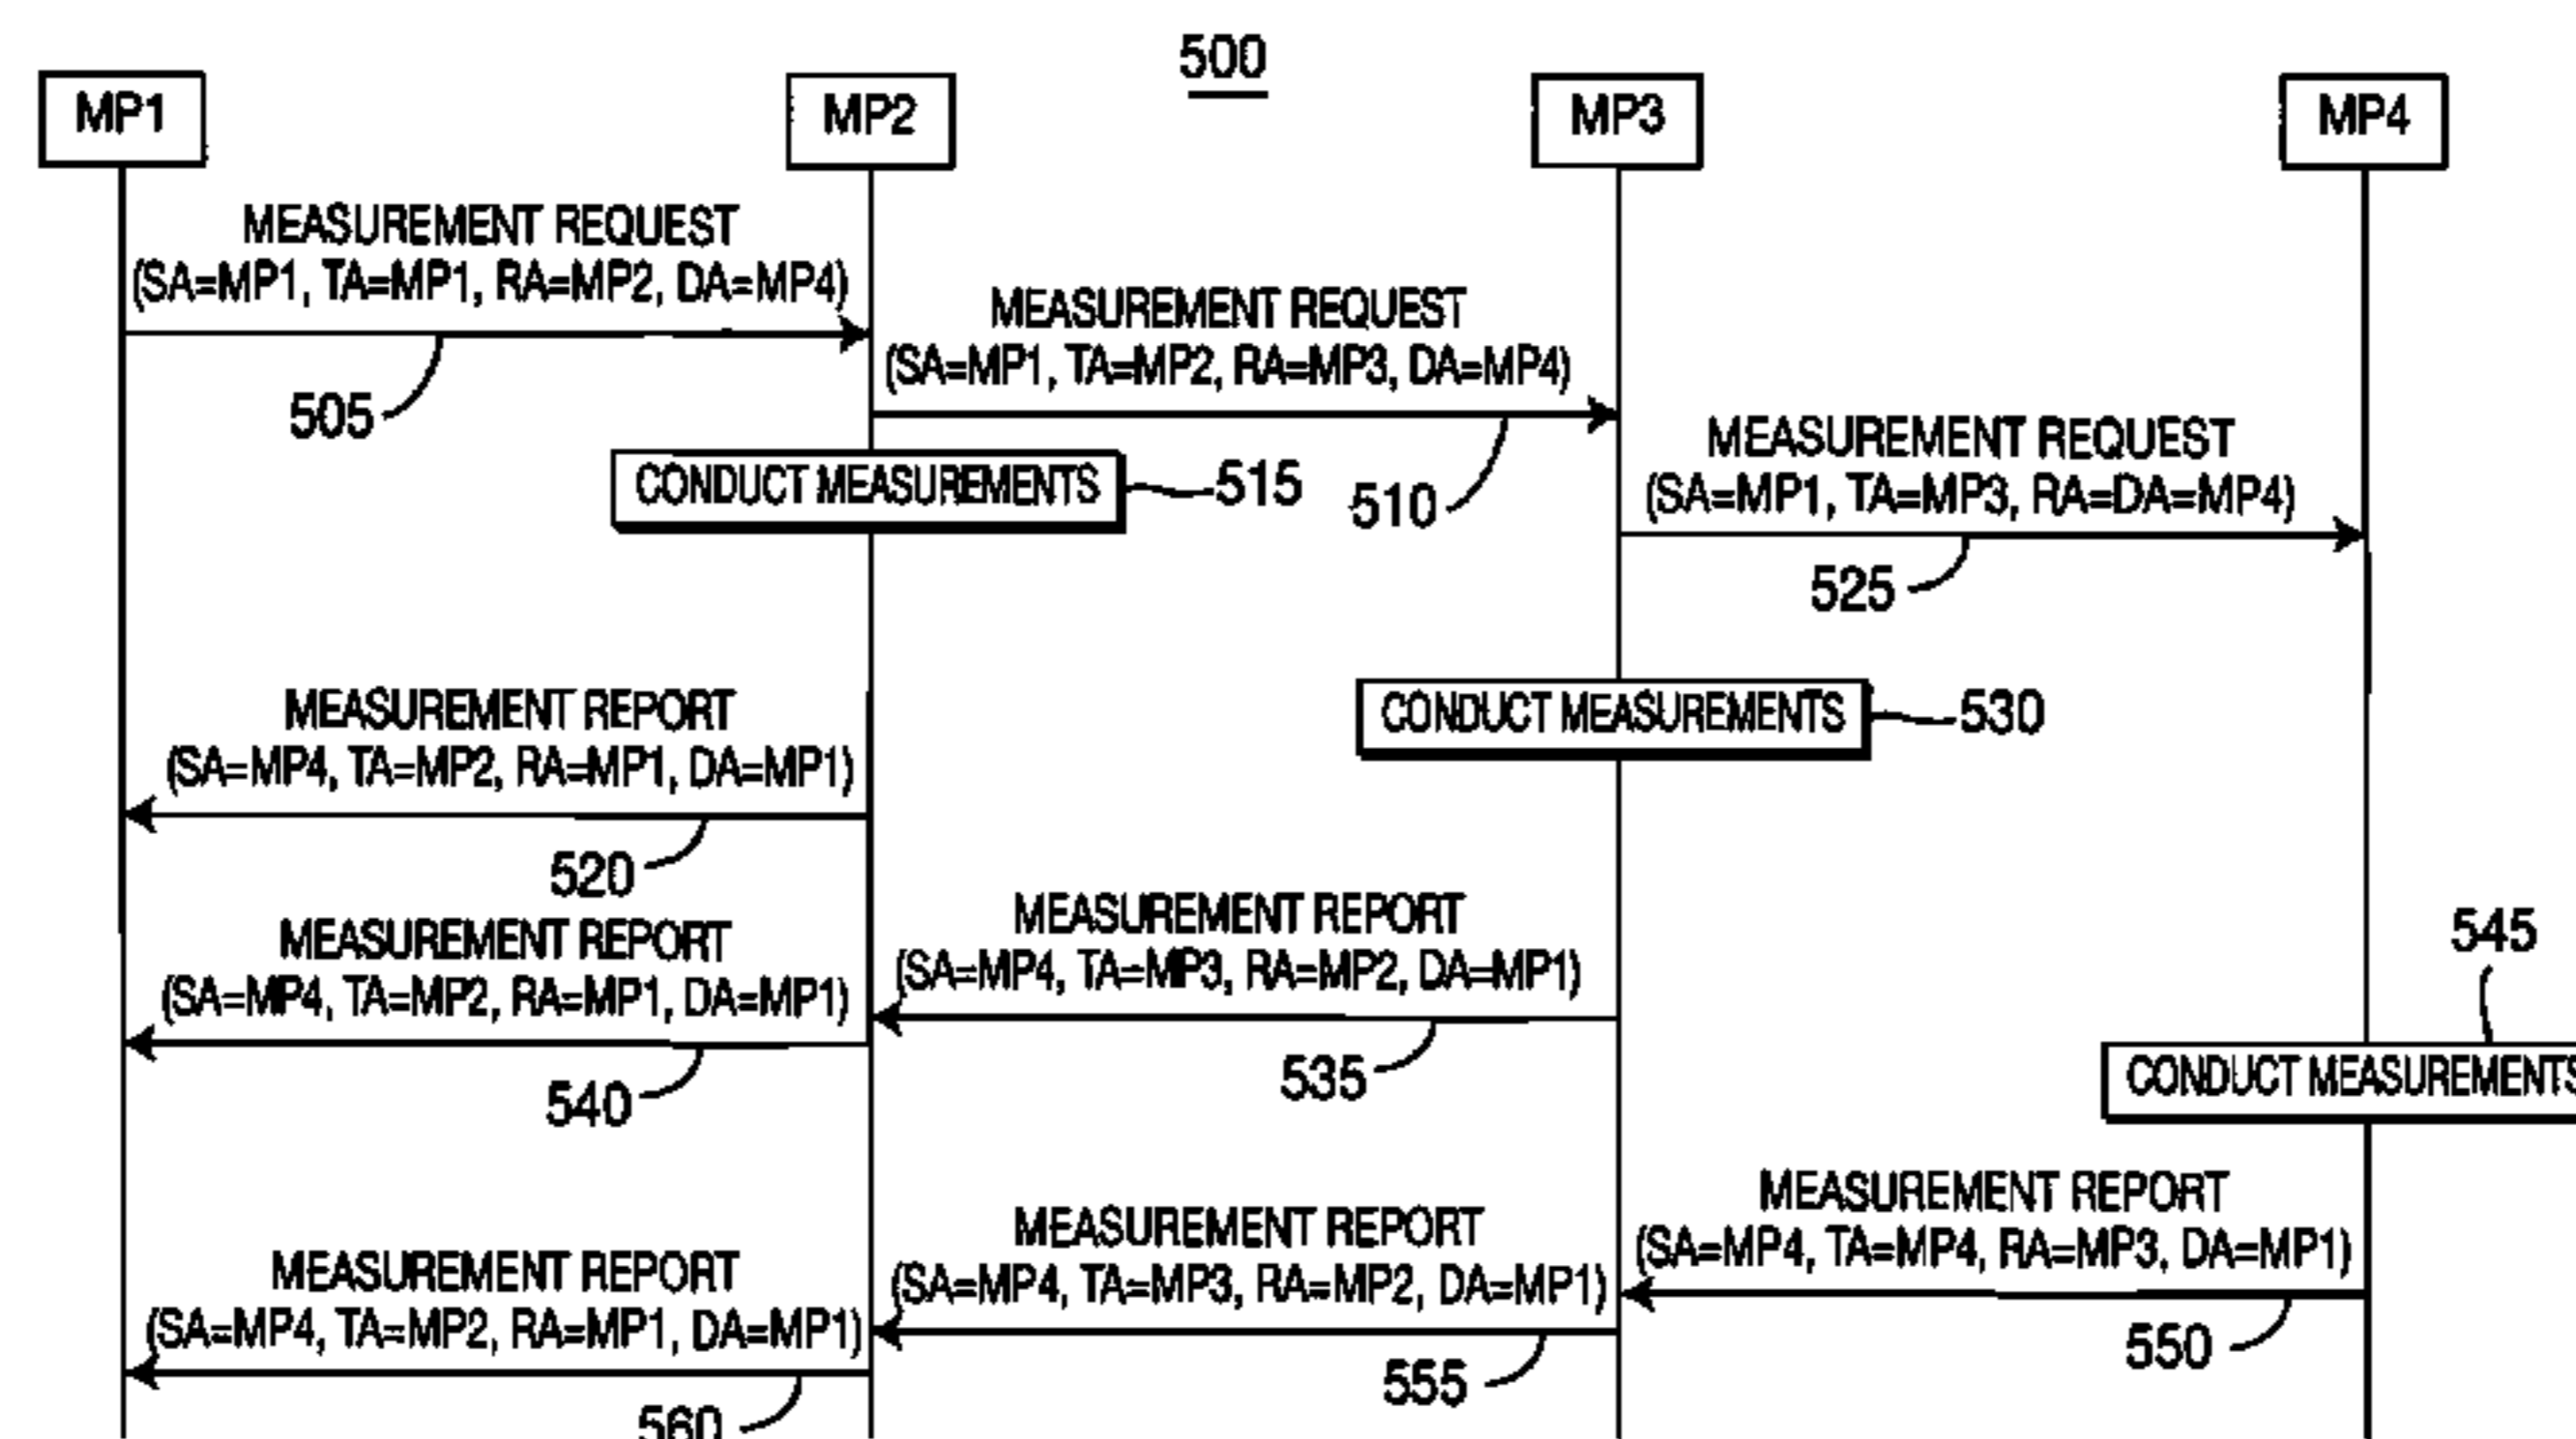 500
MP1
MP2
MP3
MP4
MEASUREMENT REQUEST
(SA=MP1, TA=MP1, RA=MP2, DA=MP4)
505
MEASUREMENT REQUEST
(SA=MP1, TA=MP2, RA=MP3, DA=MP4)
510
CONDUCT MEASUREMENTS
515
MEASUREMENT REQUEST
(SA=MP1, TA=MP3, RA=DA=MP4)
525
CONDUCT MEASUREMENTS
530
MEASUREMENT REPORT
(SA=MP4, TA=MP2, RA=MP1, DA=MP1)
520
MEASUREMENT REPORT
(SA=MP4, TA=MP3, RA=MP2, DA=MP1)
535
MEASUREMENT REPORT
(SA=MP4, TA=MP2, RA=MP1, DA=MP1)
540
545
CONDUCT MEASUREMENTS
MEASUREMENT REPORT
(SA=MP4, TA=MP4, RA=MP3, DA=MP1)
550
MEASUREMENT REPORT
(SA=MP4, TA=MP3, RA=MP2, DA=MP1)
555
MEASUREMENT REPORT
(SA=MP4, TA=MP2, RA=MP1, DA=MP1)
560